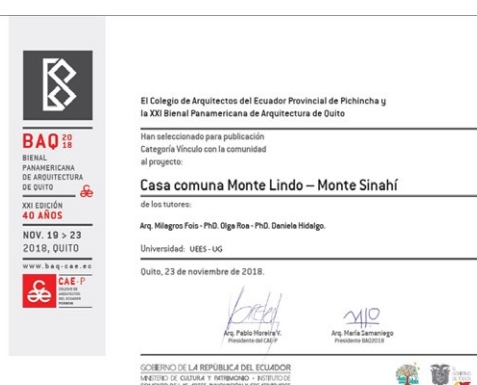 BAQ 20 18
BIENAL
PANAMERICANA
DE ARQUITECTURA
DE QUITO
XXI EDICIÓN
40 AÑOS
NOV. 19 > 23
2018, QUITO
www.baq-cae.ec
CAE-P
El Colegio de Arquitectos del Ecuador Provincial de Pichincha y
la XXI Bienal Panamericana de Arquitectura de Quito
Han seleccionado para publicación
Categoría Vínculo con la comunidad
al proyecto:
Casa comuna Monte Lindo – Monte Sinahí
de los tutores:
Arq. Milagros Fois - PhD. Olga Roa - PhD. Daniela Hidalgo.
Universidad: UEES - UG
Quito, 23 de noviembre de 2018.
Arq. Pablo Moreira V.
Presidente del CAE-P
Arq. María Samaniego
Presidente BAQ2018
GOBIERNO DE LA REPÚBLICA DEL ECUADOR
MINISTERIO DE CULTURA Y PATRIMONIO - INSTITUTO DE